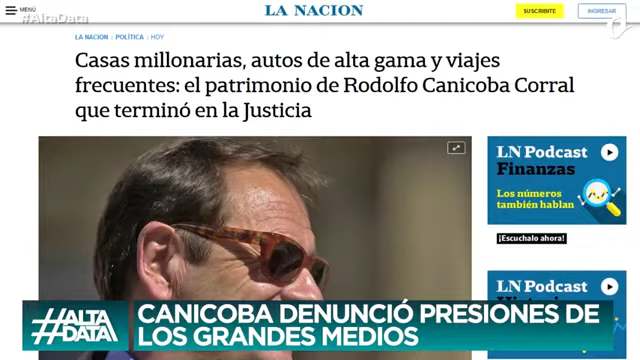 MENÚ
LA NACION
SUSCRIBITE
INGRESAR
#AltaData
LA NACION | POLÍTICA | HOY
Casas millonarias, autos de alta gama y viajes
frecuentes: el patrimonio de Rodolfo Canicoba Corral
que terminó en la Justicia
LN Podcast
Finanzas
Los números
también hablan
¡Escuchalo ahora!
LN Podcast
#ALTA
DATA
CANICOBA DENUNCIÓ PRESIONES DE
LOS GRANDES MEDIOS